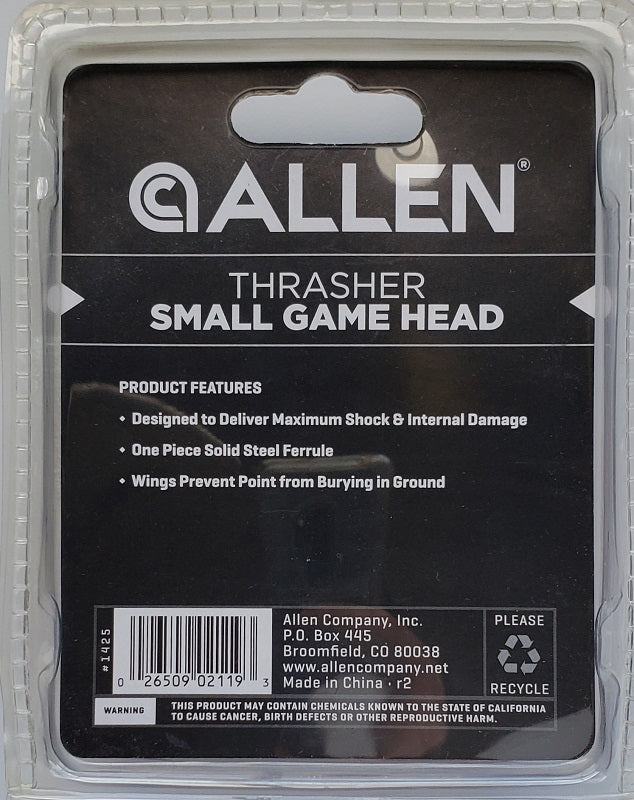 ALLEN®
THRASHER
SMALL GAME HEAD
PRODUCT FEATURES
• Designed to Deliver Maximum Shock & Internal Damage
• One Piece Solid Steel Ferrule
• Wings Prevent Point from Burying in Ground
#1425
0 26509 02119 3
Allen Company, Inc.
P.O. Box 445
Broomfield, CO 80038
www.allencompany.net
Made in China · r2
PLEASE
RECYCLE
WARNING
THIS PRODUCT MAY CONTAIN CHEMICALS KNOWN TO THE STATE OF CALIFORNIA
TO CAUSE CANCER, BIRTH DEFECTS OR OTHER REPRODUCTIVE HARM.